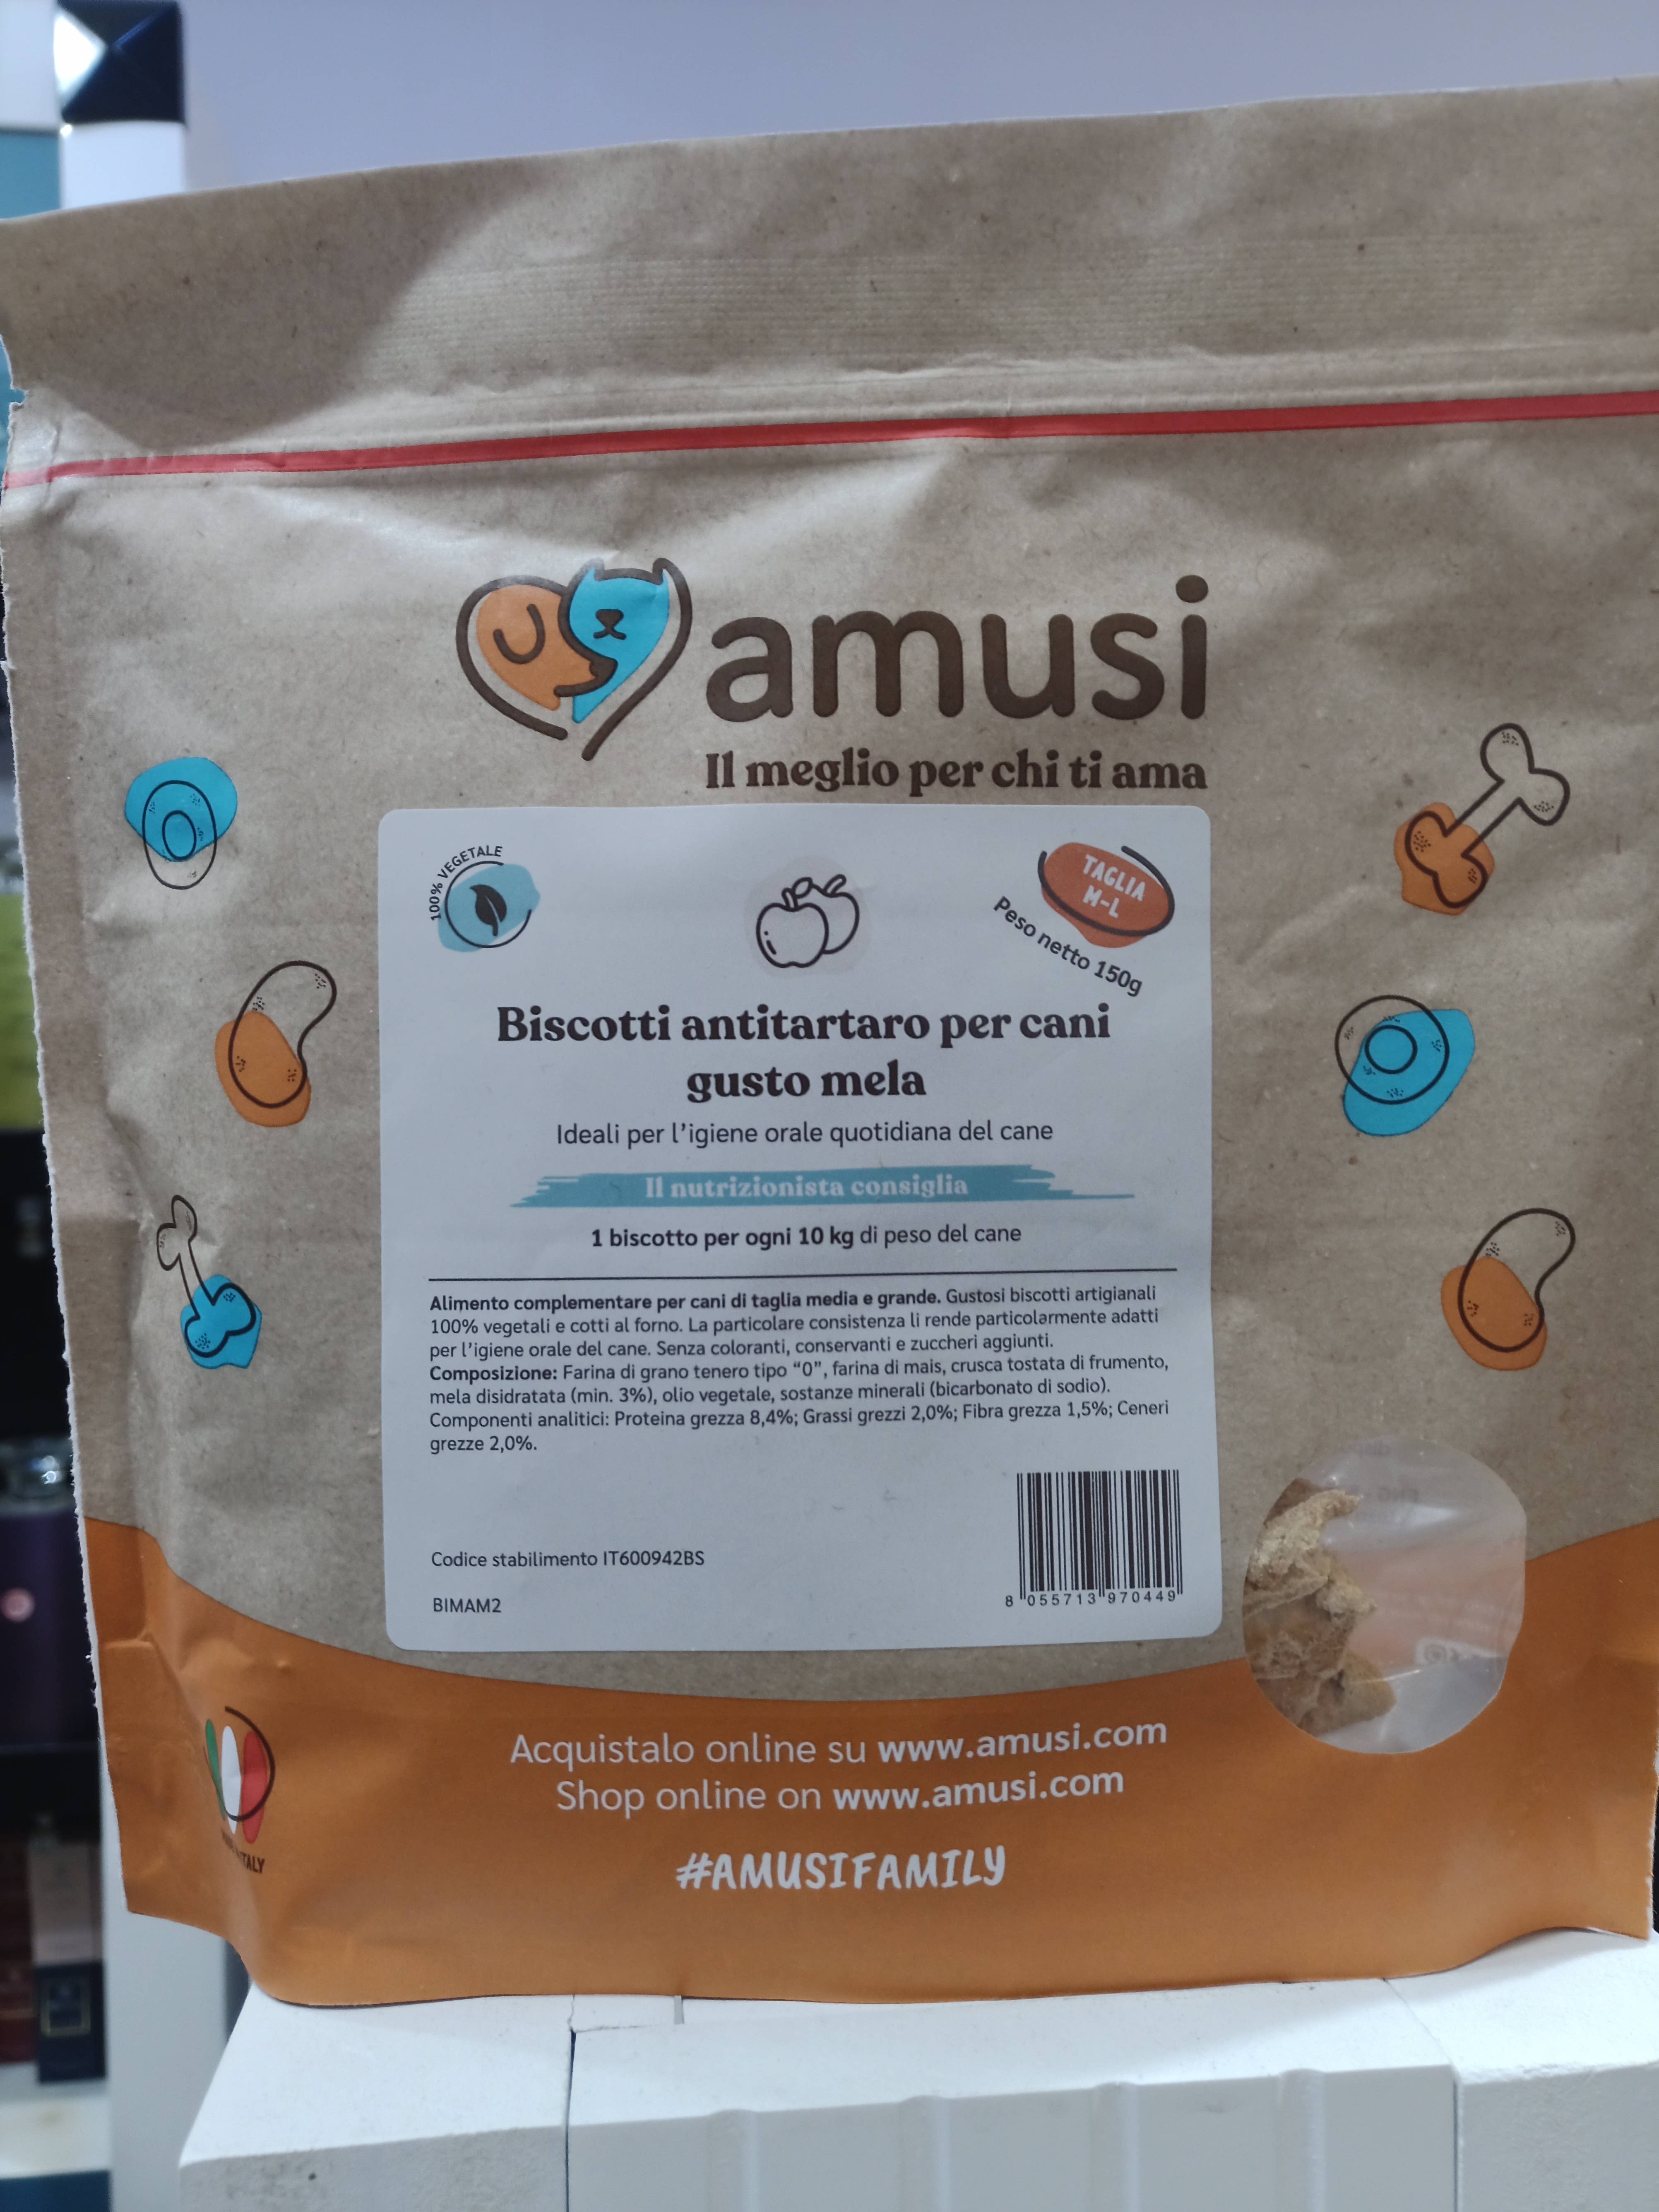 amusi
Il meglio per chi ti ama
100% VEGETALE
TAGLIA
M-L
Peso netto 150g
Biscotti antitartaro per cani
gusto mela
Ideali per l'igiene orale quotidiana del cane
Il nutrizionista consiglia
1 biscotto per ogni 10 kg di peso del cane
Alimento complementare per cani di taglia media e grande. Gustosi biscotti artigianali
100% vegetali e cotti al forno. La particolare consistenza li rende particolarmente adatti
per l'igiene orale del cane. Senza coloranti, conservanti e zuccheri aggiunti.
Composizione: Farina di grano tenero tipo "0", farina di mais, crusca tostata di frumento,
mela disidratata (min. 3%), olio vegetale, sostanze minerali (bicarbonato di sodio).
Componenti analitici: Proteina grezza 8,4%; Grassi grezzi 2,0%; Fibra grezza 1,5%; Ceneri
grezze 2,0%.
Codice stabilimento IT600942BS
BIMAM2
8 055713 970449
Acquistalo online su www.amusi.com
Shop online on www.amusi.com
#AMUSIFAMILY